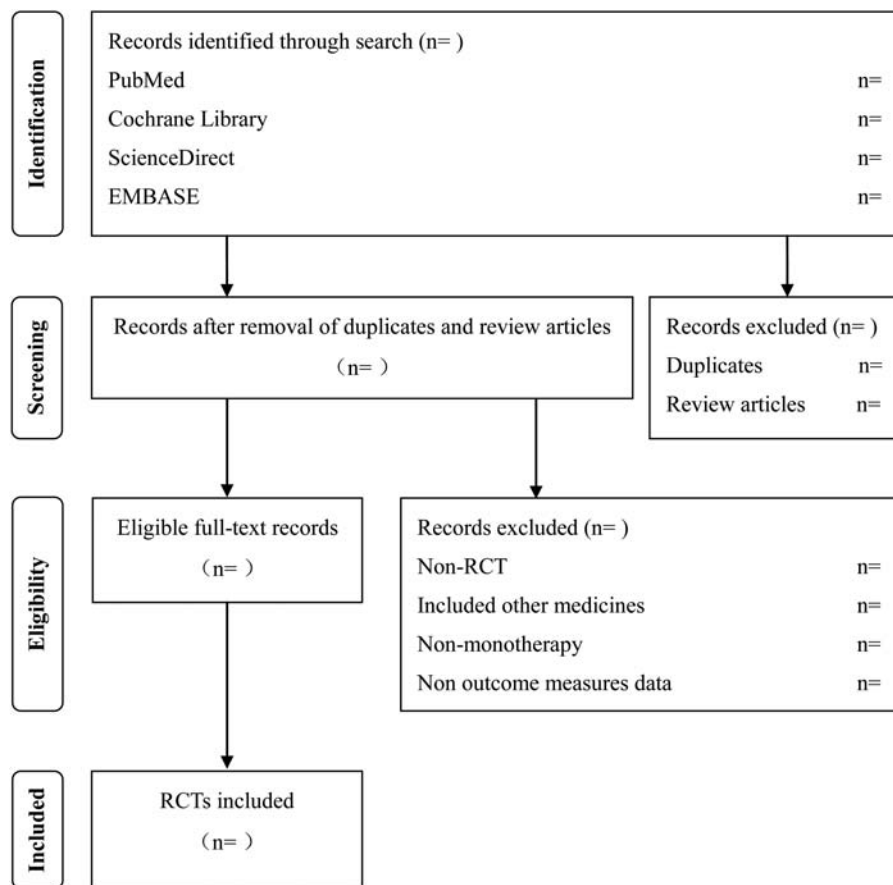 Identification
Records identified through search (n= )
PubMed n=
Cochrane Library n=
ScienceDirect n=
EMBASE n=
Screening
Records after removal of duplicates and review articles
（n= ）
Records excluded (n= )
Duplicates n=
Review articles n=
Eligibility
Eligible full-text records
（n= ）
Records excluded (n= )
Non-RCT n=
Included other medicines n=
Non-monotherapy n=
Non outcome measures data n=
Included
RCTs included
（n= ）